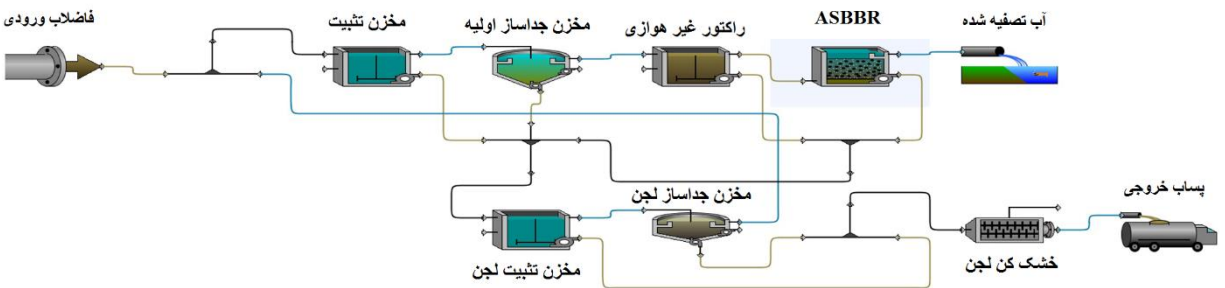 فاضلاب ورودی
مخزن تثبیت
مخزن جداساز اولیه
راکتور غیر هوازی
ASBBR
آب تصفیه شده
مخزن تثبیت لجن
مخزن جداساز لجن
خشک کن لجن
پساب خروجی